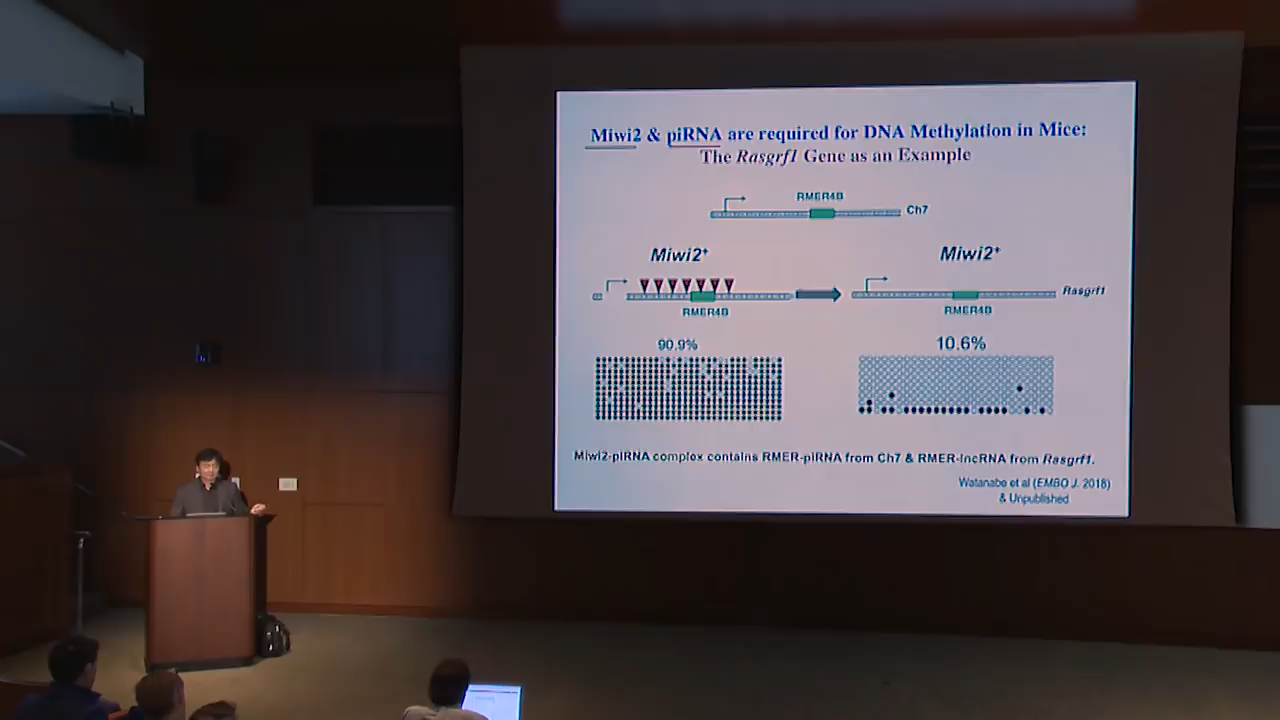 Miwi2 & piRNA are required for DNA Methylation in Mice:
The Rasgrf1 Gene as an Example
RMER4B
Ch7
Miwi2⁺
Miwi2⁺
Rasgrf1
RMER4B
RMER4B
90.9%
10.6%
Miwi2-piRNA complex contains RMER-piRNA from Ch7 & RMER-lncRNA from Rasgrf1.
Watanabe et al (EMBO J. 2018)
& Unpublished